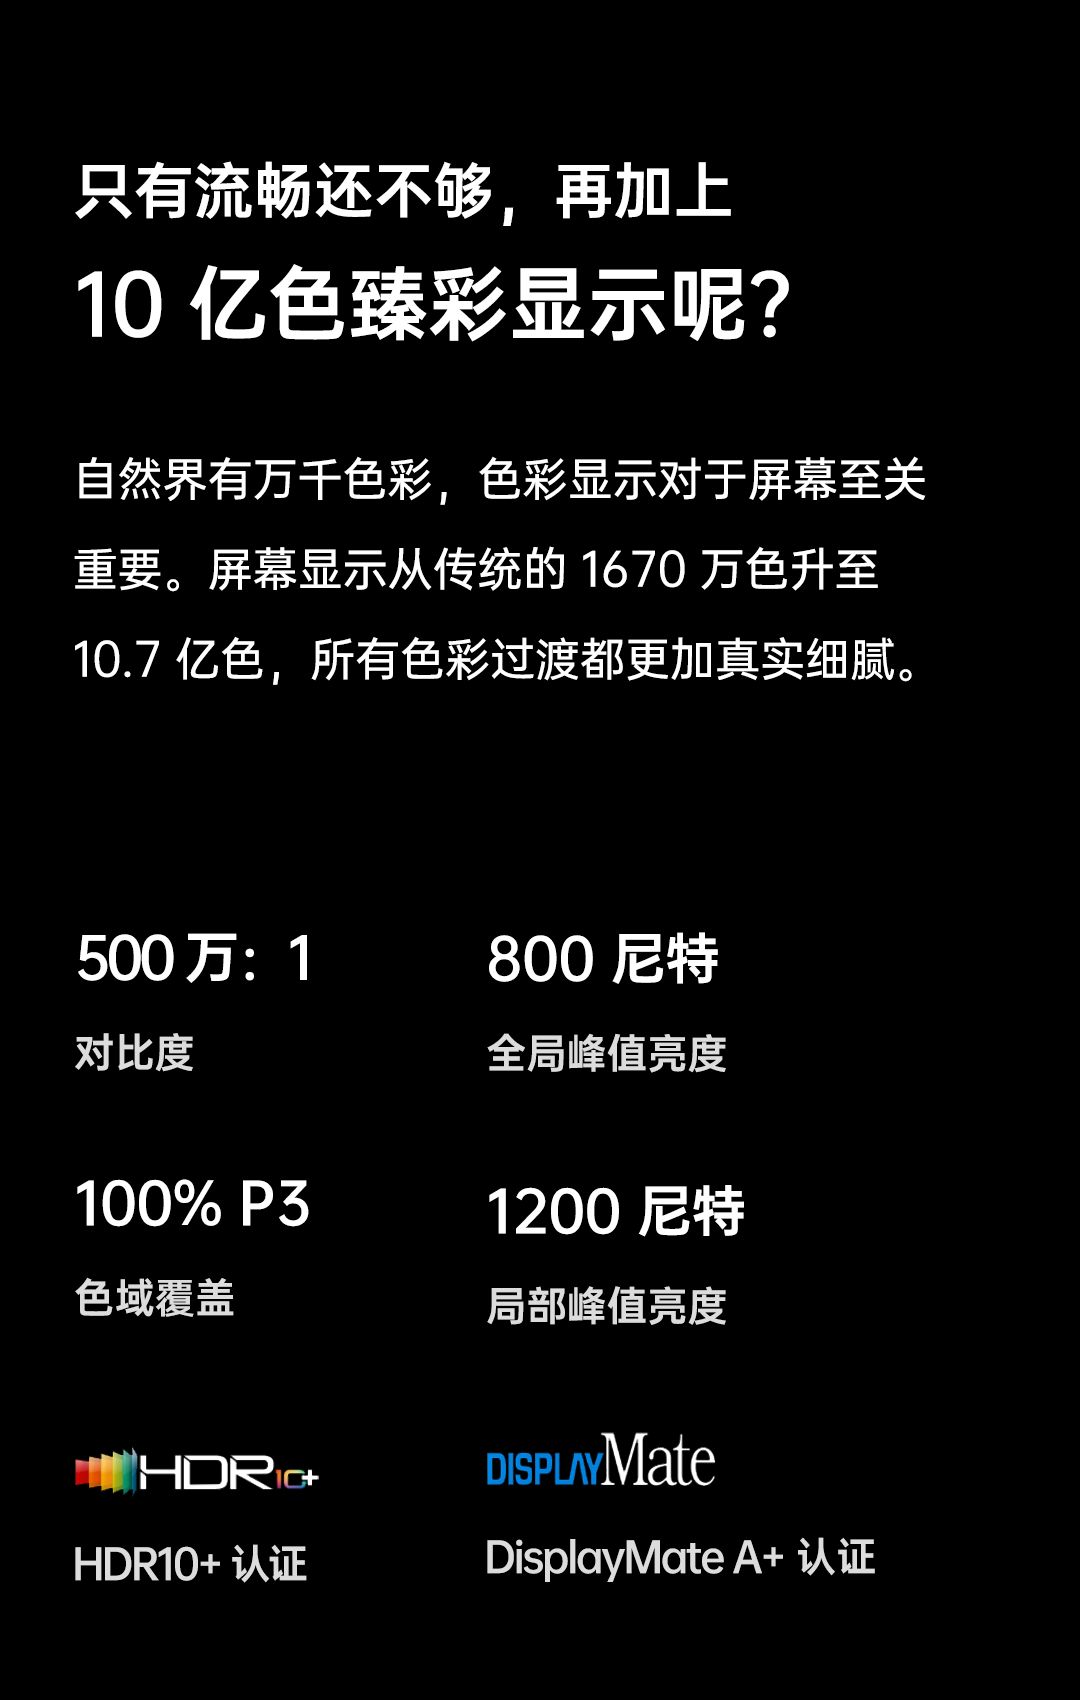 只有流畅还不够，再加上
10 亿色臻彩显示呢？
自然界有万千色彩，色彩显示对于屏幕至关
重要。屏幕显示从传统的 1670 万色升至
10.7 亿色，所有色彩过渡都更加真实细腻。
500 万：1
对比度
800 尼特
全局峰值亮度
100% P3
色域覆盖
1200 尼特
局部峰值亮度
HDR10+
HDR10+ 认证
DISPLAYMate
DisplayMate A+ 认证